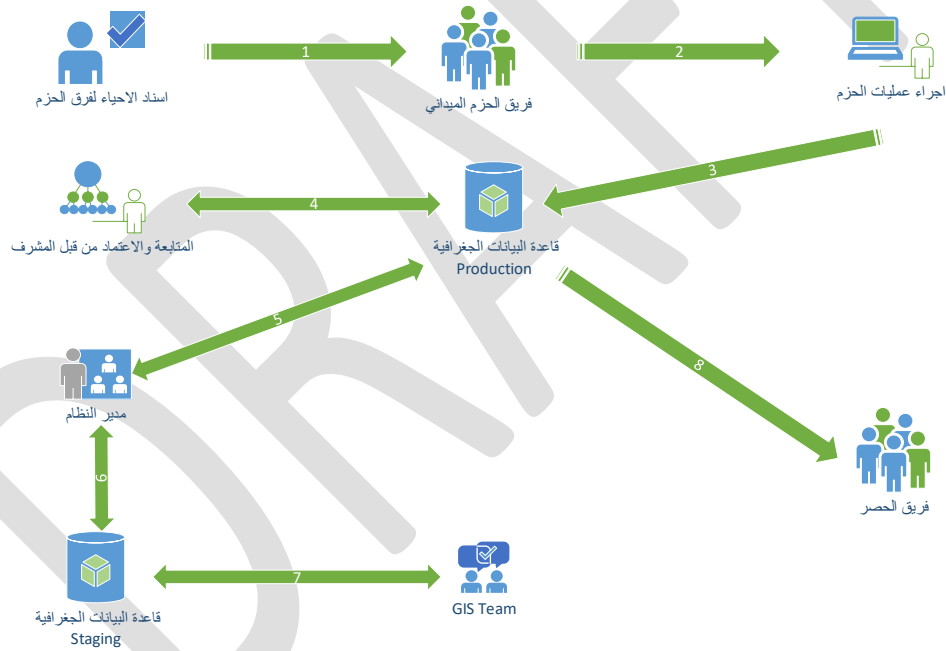 1
2
اسناد الاحياء لفرق الحزم
فريق الحزم الميداني
اجراء عمليات الحزم
3
4
المتابعة والاعتماد من قبل المشرف
قاعدة البيانات الجغرافية
Production
5
8
مدير النظام
6
فريق الحصر
7
قاعدة البيانات الجغرافية
Staging
GIS Team
DRAFT